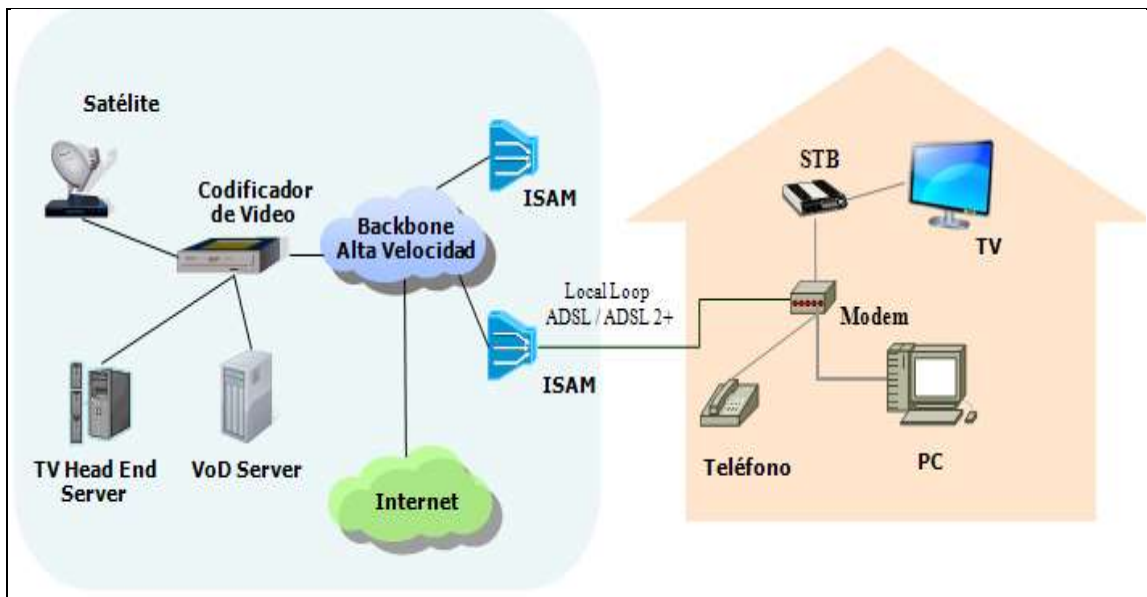 Satélite
Codificador
de Video
ISAM
Backbone
Alta Velocidad
ISAM
TV Head End
Server
VoD Server
Internet
Local Loop
ADSL / ADSL 2+
STB
TV
Modem
Teléfono
PC